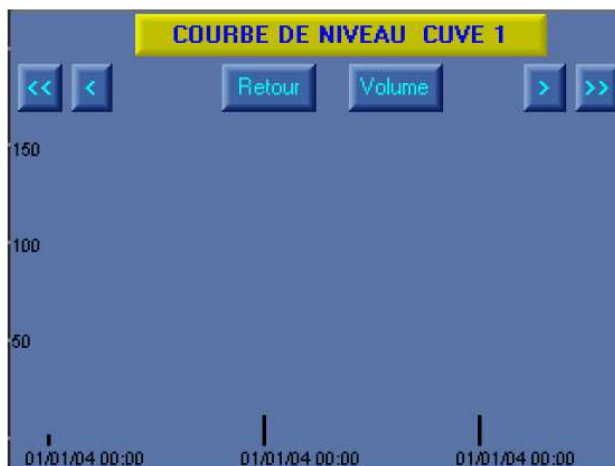 COURBE DE NIVEAU CUVE 1
<< < Retour Volume > >>
150
100
50
01/01/04 00:00 01/01/04 00:00 01/01/04 00:00